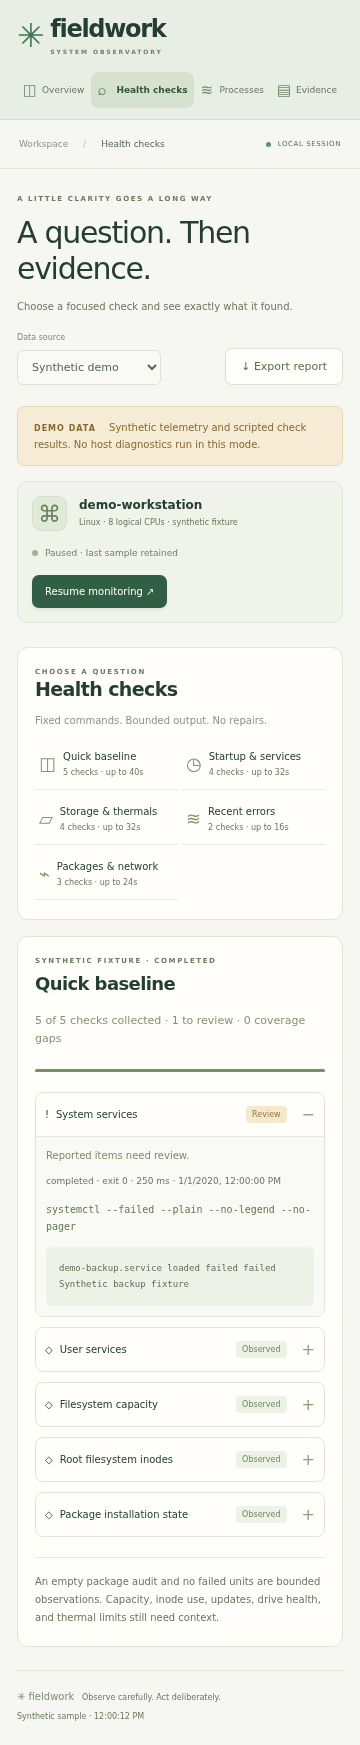 fieldwork
SYSTEM OBSERVATORY
Overview
Health checks
Processes
Evidence
Workspace / Health checks
LOCAL SESSION
A LITTLE CLARITY GOES A LONG WAY
A question. Then
evidence.
Choose a focused check and see exactly what it found.
Data source
Synthetic demo
↓ Export report
DEMO DATA Synthetic telemetry and scripted check
results. No host diagnostics run in this mode.
demo-workstation
Linux · 8 logical CPUs · synthetic fixture
Paused · last sample retained
Resume monitoring ↗
CHOOSE A QUESTION
Health checks
Fixed commands. Bounded output. No repairs.
Quick baseline
5 checks · up to 40s
Startup & services
4 checks · up to 32s
Storage & thermals
4 checks · up to 32s
Recent errors
2 checks · up to 16s
Packages & network
3 checks · up to 24s
SYNTHETIC FIXTURE · COMPLETED
Quick baseline
5 of 5 checks collected · 1 to review · 0 coverage
gaps
! System services Review −
Reported items need review.
completed · exit 0 · 250 ms · 1/1/2020, 12:00:00 PM
systemctl --failed --plain --no-legend --no-
pager
demo-backup.service loaded failed failed
Synthetic backup fixture
◇ User services Observed +
◇ Filesystem capacity Observed +
◇ Root filesystem inodes Observed +
◇ Package installation state Observed +
An empty package audit and no failed units are bounded
observations. Capacity, inode use, updates, drive health,
and thermal limits still need context.
✳ fieldwork Observe carefully. Act deliberately.
Synthetic sample · 12:00:12 PM